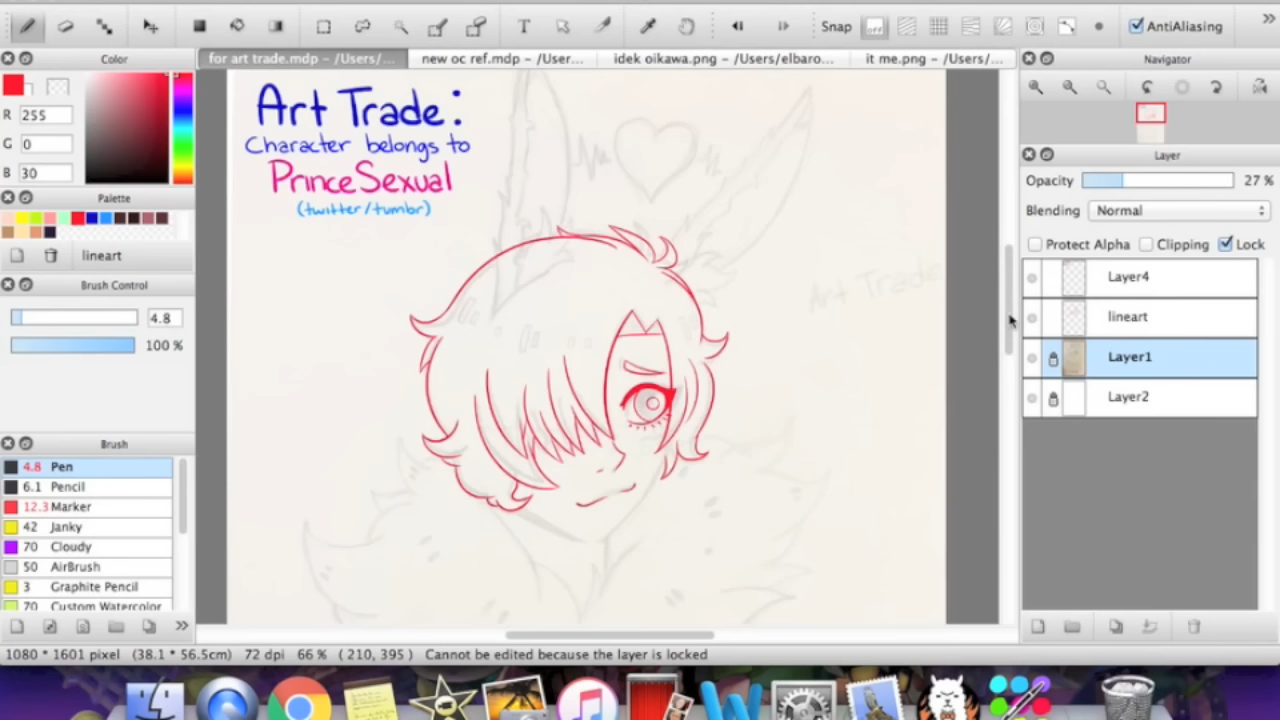 Snap
off
AntiAliasing
Color
for art trade.mdp – /Users/...
new oc ref.mdp – /User...
idek oikawa.png – /Users/elbaro...
it me.png – /Users/...
Navigator
R 255
G 0
B 30
Palette
lineart
Brush Control
4.8
100 %
Brush
4.8 Pen
6.1 Pencil
12.3 Marker
42 Janky
70 Cloudy
50 AirBrush
3 Graphite Pencil
70 Custom Watercolor
Art Trade:
Character belongs to
PrinceSexual
(twitter/tumbr)
Art Trade
Layer
Opacity 27 %
Blending Normal
Protect Alpha Clipping Lock
Layer4
lineart
Layer1
Layer2
1080 * 1601 pixel (38.1 * 56.5cm) 72 dpi 66 % ( 210, 395 ) Cannot be edited because the layer is locked